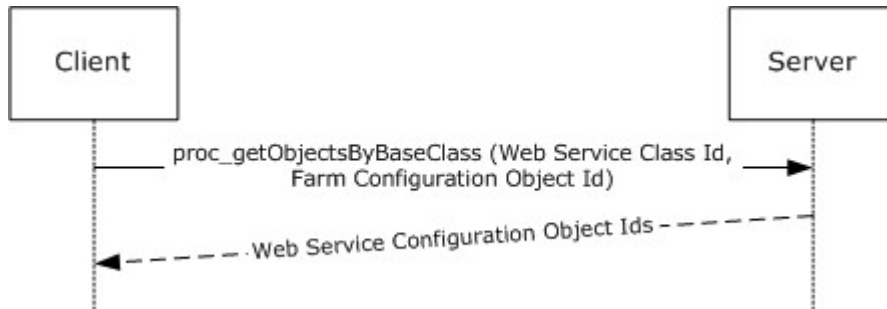 Client
Server
proc_getObjectsByBaseClass (Web Service Class Id,
Farm Configuration Object Id)
Web Service Configuration Object Ids